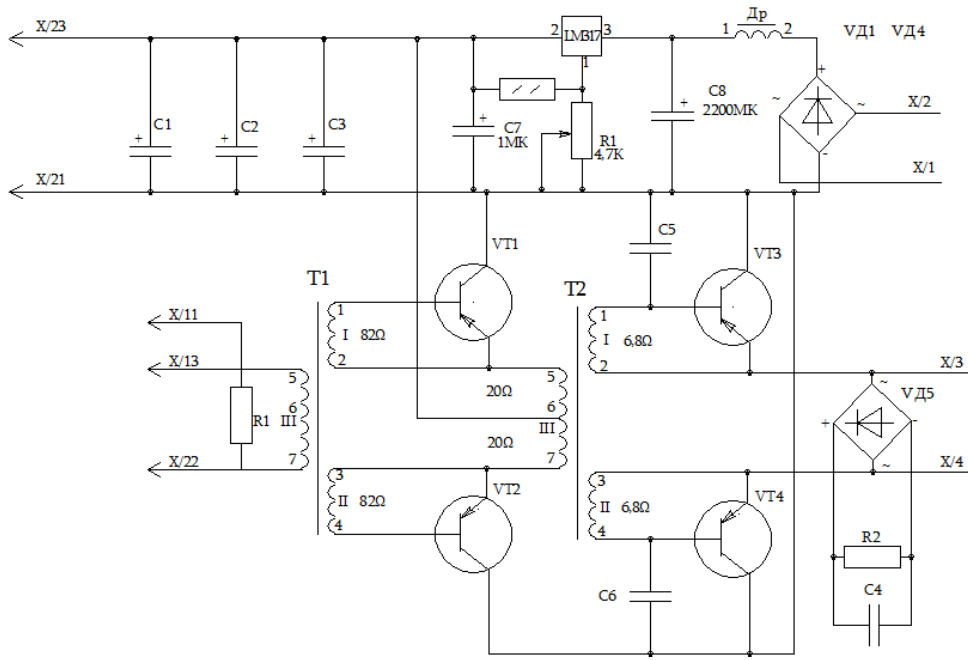 X/23
2
LM317
3
1
Др
2
VД1 VД4
1
+
~
~
-
X/2
X/1
+
C1
+
C2
+
C3
+
C7
1МК
R1
4,7К
+
C8
2200МК
X/21
VT1
C5
VT3
T1
T2
1
I 82Ω
2
1
I 6,8Ω
2
X/11
X/13
5
6
III
7
R1
X/22
20Ω
5
6
III
20Ω
7
X/3
~
VД5
+
-
~
X/4
3
II 82Ω
4
VT2
3
II 6,8Ω
4
VT4
R2
C4
C6